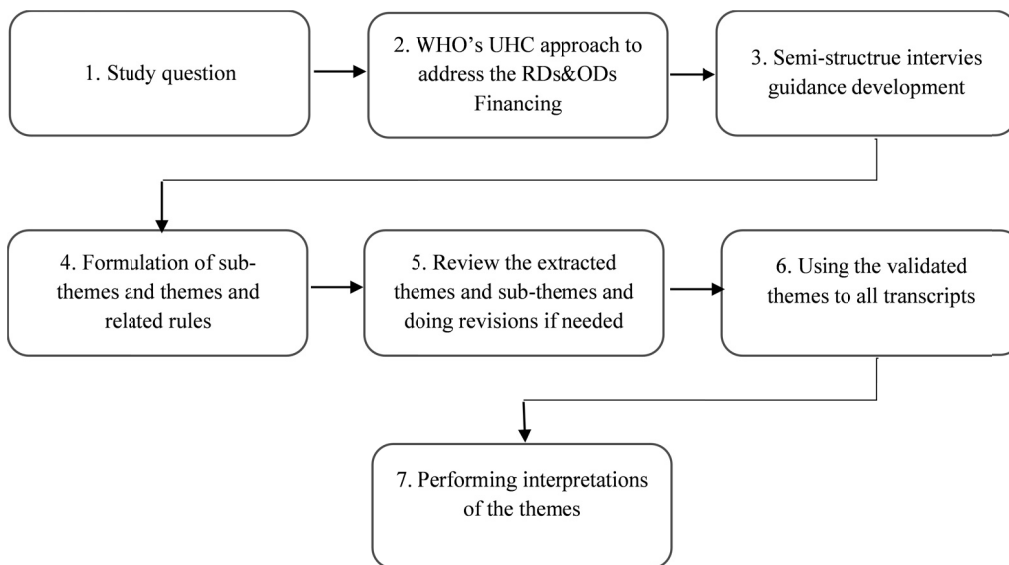 1. Study question
2. WHO's UHC approach to
address the RDs&ODs
Financing
3. Semi-structrue intervies
guidance development
4. Formulation of sub-
themes and themes and
related rules
5. Review the extracted
themes and sub-themes and
doing revisions if needed
6. Using the validated
themes to all transcripts
7. Performing interpretations
of the themes